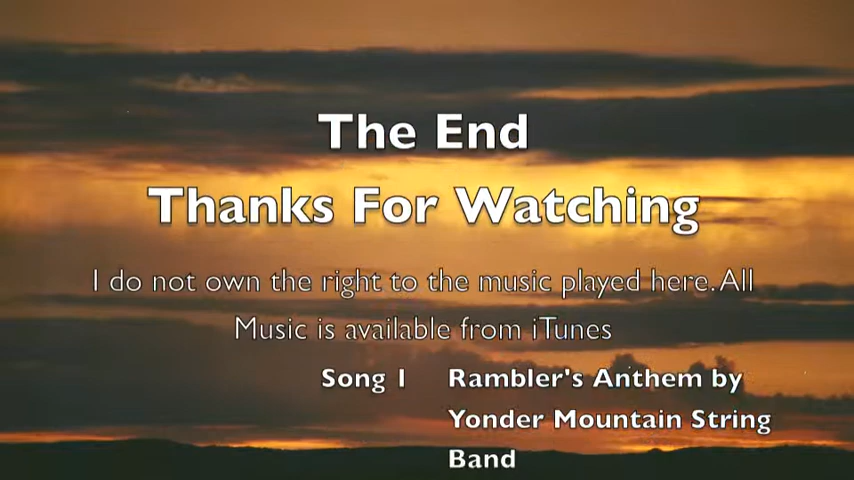 The End
Thanks For Watching
I do not own the right to the music played here. All
Music is available from iTunes
Song 1 Rambler's Anthem by
Yonder Mountain String
Band